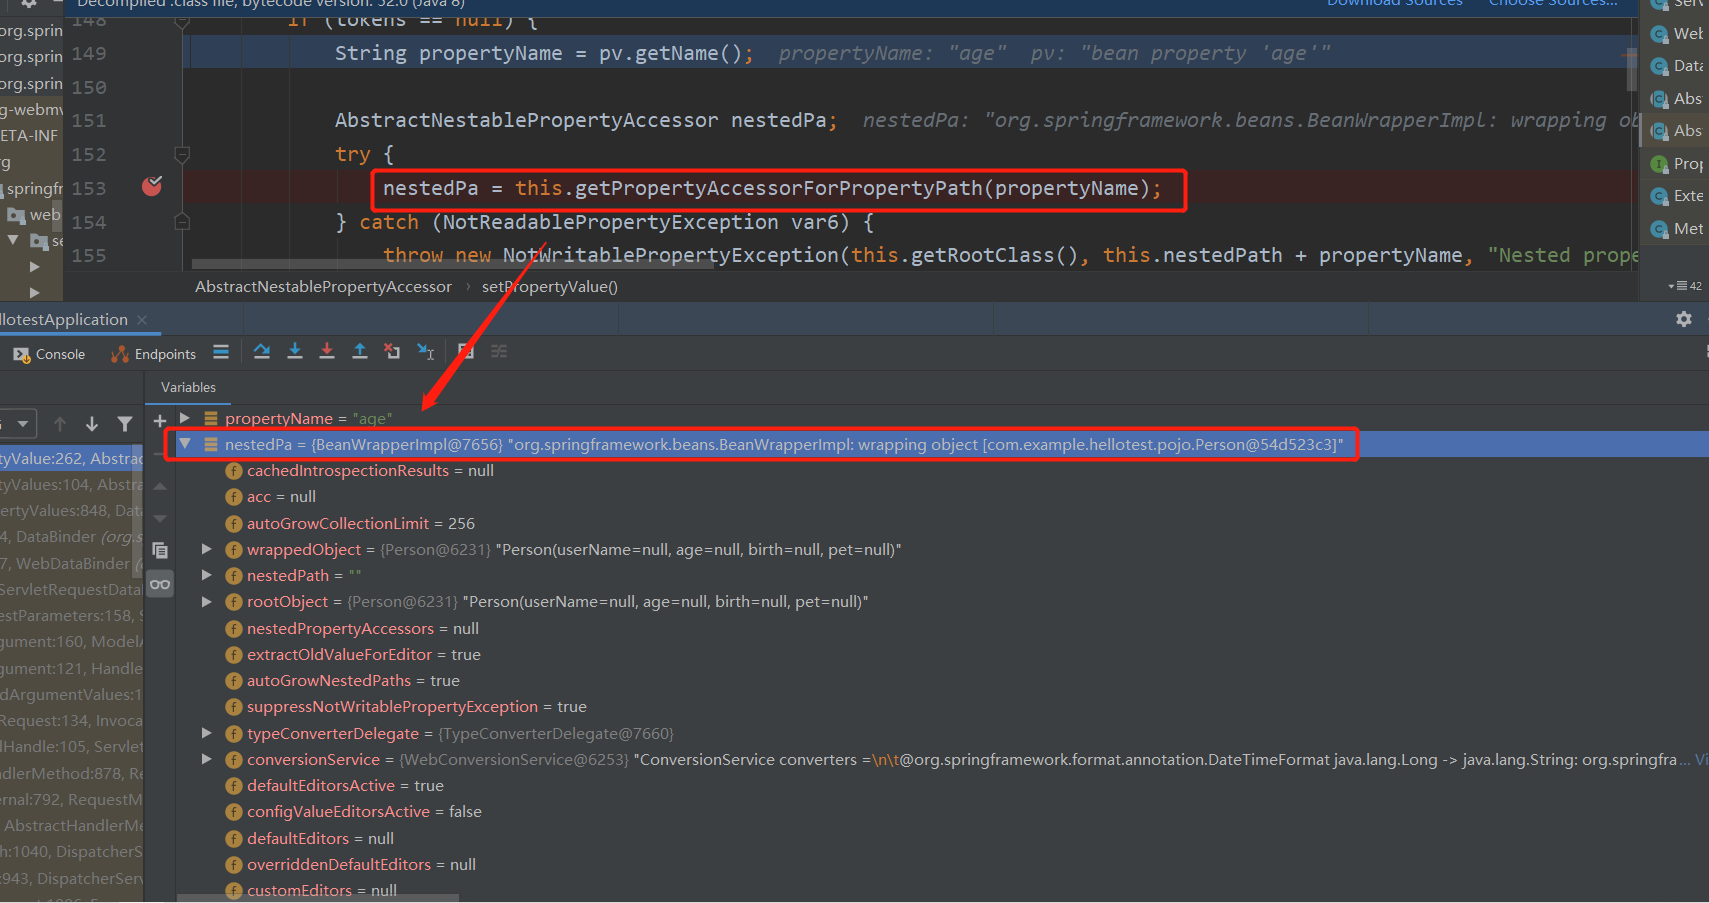 Decompiled .class file, bytecode version: 52.0 (Java 8)
Download Sources
Choose Sources...
148 if (tokens == null) {
149 String propertyName = pv.getName(); propertyName: "age" pv: "bean property 'age'"
150
151 AbstractNestablePropertyAccessor nestedPa; nestedPa: "org.springframework.beans.BeanWrapperImpl: wrapping ob
152 try {
153 nestedPa = this.getPropertyAccessorForPropertyPath(propertyName);
154 } catch (NotReadablePropertyException var6) {
155 throw new NotWritablePropertyException(this.getRootClass(), this.nestedPath + propertyName, "Nested prope
AbstractNestablePropertyAccessor › setPropertyValue()
org.sprin
org.sprin
org.sprin
g-webmv
ETA-INF
rg
springfr
web
se
Serv
Web
Data
Abs
Abs
Prop
Exte
Met
42
llotestApplication
Console
Endpoints
Variables
tyValue:262, Abstrac
tyValues:104, Abstra
ertyValues:848, Dat
4, DataBinder (org.s
7, WebDataBinder (
ServletRequestData
estParameters:158, S
gument:160, ModelA
gument:121, Handle
dArgumentValues:1
Request:134, Invoca
dHandle:105, Servlet
ndlerMethod:878, Re
ernal:792, RequestM
AbstractHandlerMe
h:1040, DispatcherS
:943, DispatcherServ
propertyName = "age"
nestedPa = {BeanWrapperImpl@7656} "org.springframework.beans.BeanWrapperImpl: wrapping object [com.example.hellotest.pojo.Person@54d523c3]"
cachedIntrospectionResults = null
acc = null
autoGrowCollectionLimit = 256
wrappedObject = {Person@6231} "Person(userName=null, age=null, birth=null, pet=null)"
nestedPath = ""
rootObject = {Person@6231} "Person(userName=null, age=null, birth=null, pet=null)"
nestedPropertyAccessors = null
extractOldValueForEditor = true
autoGrowNestedPaths = true
suppressNotWritablePropertyException = true
typeConverterDelegate = {TypeConverterDelegate@7660}
conversionService = {WebConversionService@6253} "ConversionService converters =\n\t@org.springframework.format.annotation.DateTimeFormat java.lang.Long -> java.lang.String: org.springfra... Vi
defaultEditorsActive = true
configValueEditorsActive = false
defaultEditors = null
overriddenDefaultEditors = null
customEditors = null